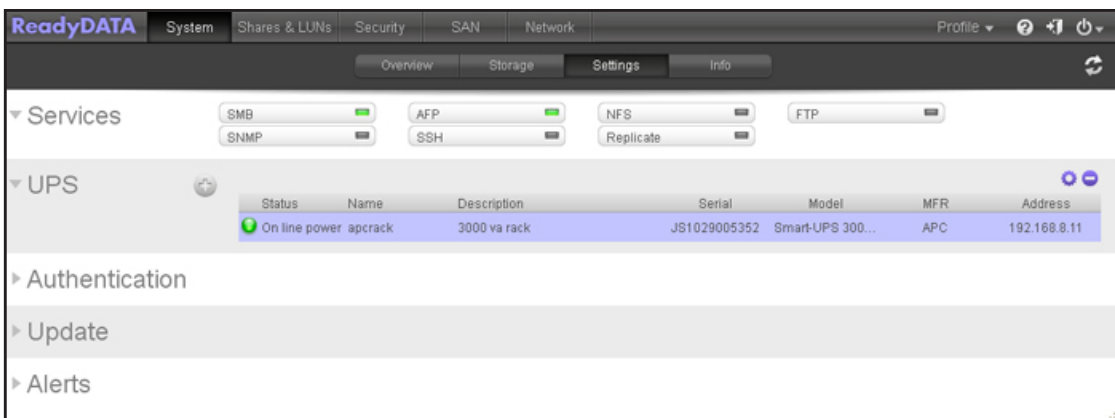 ReadyDATA System Shares & LUNs Security SAN Network Profile
Overview Storage Settings Info
Services SMB AFP NFS FTP
SNMP SSH Replicate
UPS
Status Name Description Serial Model MFR Address
On line power apcrack 3000 va rack JS1029005352 Smart-UPS 300... APC 192.168.8.11
Authentication
Update
Alerts